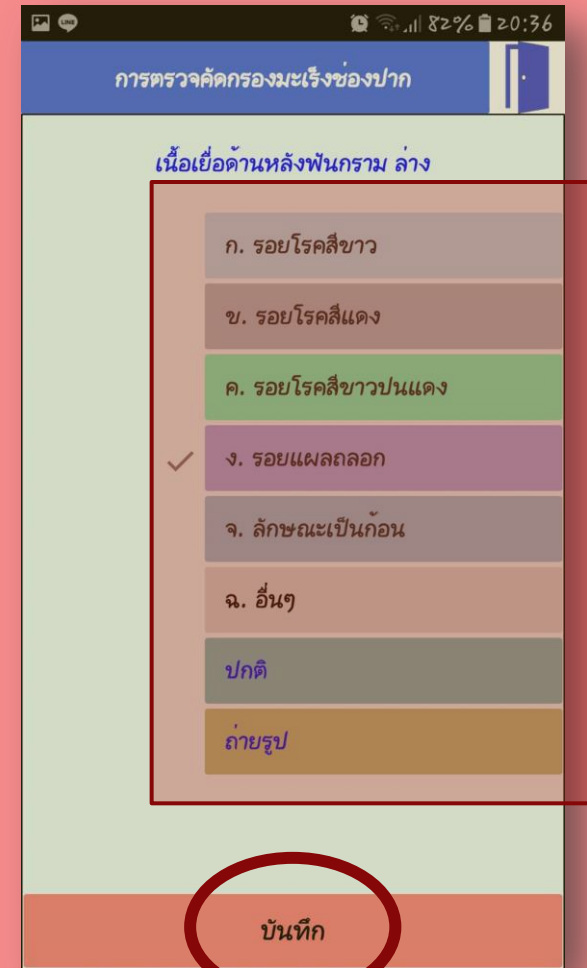 LINE
82% 20:36
การตรวจคัดกรองมะเร็งช่องปาก
เนื้อเยื่อด้านหลังฟันกราม ล่าง
ก. รอยโรคสีขาว
ข. รอยโรคสีแดง
ค. รอยโรคสีขาวปนแดง
ง. รอยแผลถลอก
จ. ลักษณะเป็นก้อน
ฉ. อื่นๆ
ปกติ
ถ่ายรูป
บันทึก